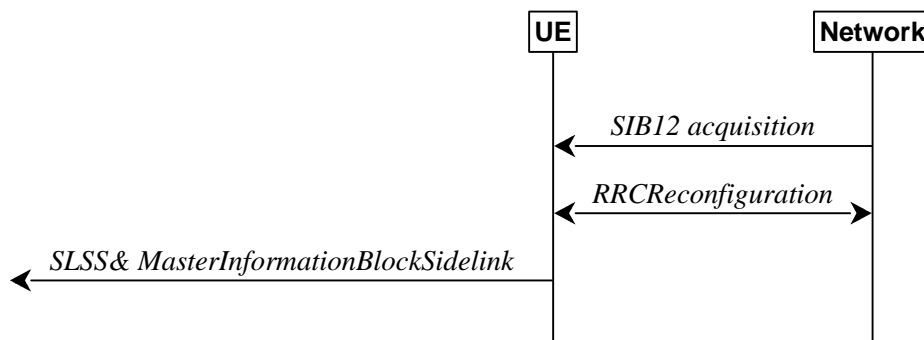 UE
Network
SIB12 acquisition
RRCReconfiguration
SLSS& MasterInformationBlockSidelink